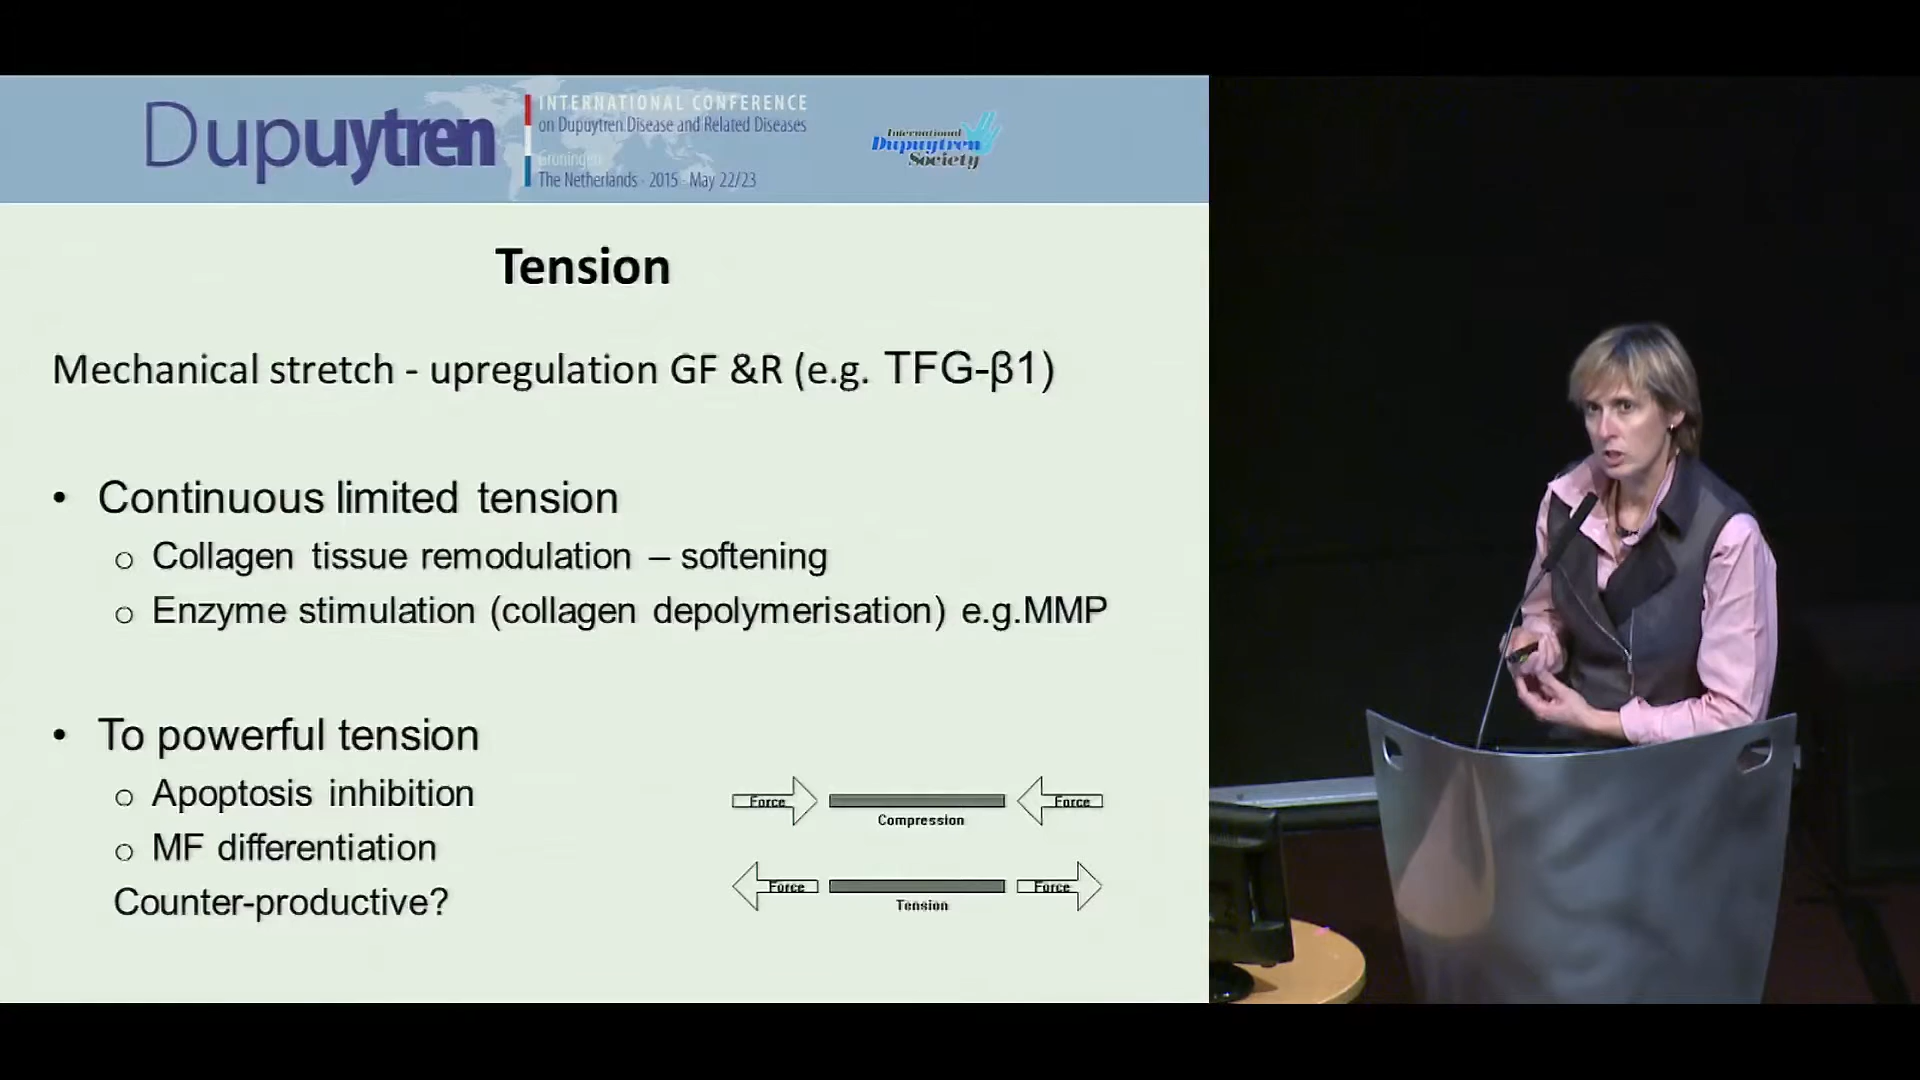 Dupuytren
INTERNATIONAL CONFERENCE
on Dupuytren Disease and Related Diseases
Groningen
The Netherlands · 2015 · May 22/23
International
Dupuytren
Society
Tension
Mechanical stretch - upregulation GF &R (e.g. TFG-β1)
• Continuous limited tension
o Collagen tissue remodulation – softening
o Enzyme stimulation (collagen depolymerisation) e.g.MMP
• To powerful tension
o Apoptosis inhibition
o MF differentiation
Counter-productive?
Force Force
Compression
Force Force
Tension